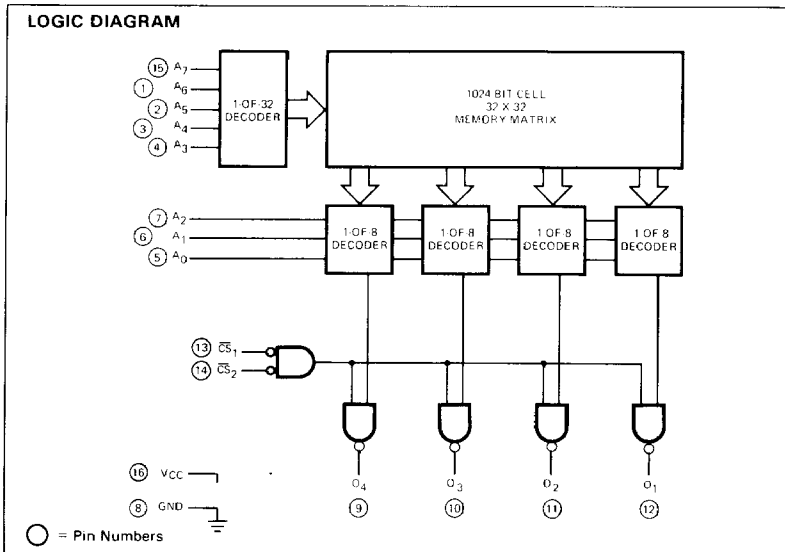 LOGIC DIAGRAM
15 A7
1 A6
2 A5
3 A4
4 A3
1-OF-32
DECODER
1024 BIT CELL
32 X 32
MEMORY MATRIX
7 A2
6 A1
5 A0
1-OF-8
DECODER
1-OF-8
DECODER
1 OF-8
DECODER
1 OF 8
DECODER
13 C̅S̅1
14 C̅S̅2
16 VCC
8 GND
O4
O3
O2
O1
9
10
11
12
= Pin Numbers